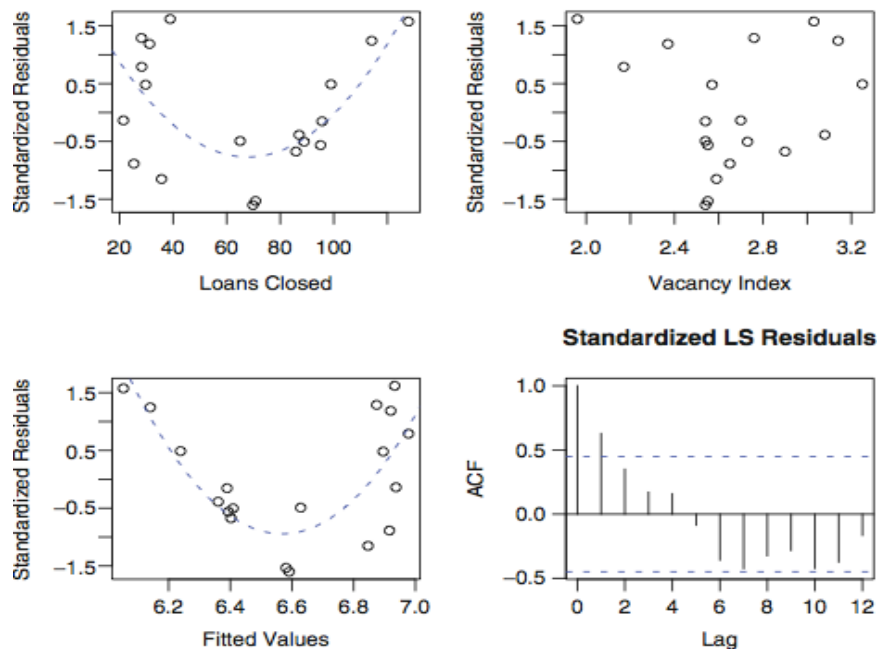 Standardized Residuals
1.5
0.5
−0.5
−1.5
20 40 60 80 100
Loans Closed
Standardized Residuals
1.5
0.5
−0.5
−1.5
2.0 2.4 2.8 3.2
Vacancy Index
Standardized Residuals
1.5
0.5
−0.5
−1.5
6.2 6.4 6.6 6.8 7.0
Fitted Values
Standardized LS Residuals
ACF
1.0
0.5
0.0
−0.5
0 2 4 6 8 10 12
Lag